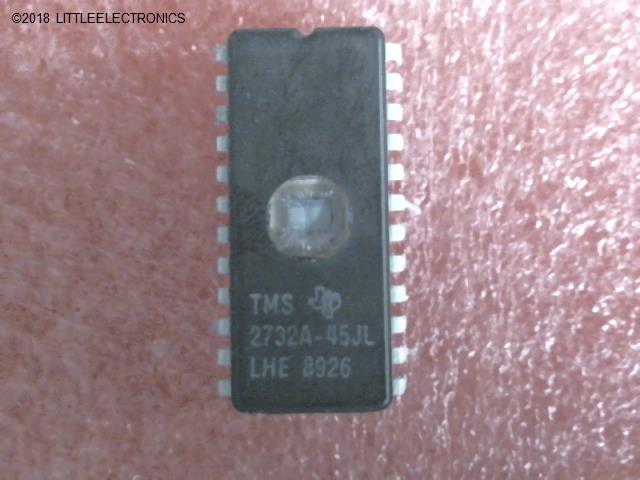 ©2018 LITTLEELECTRONICS
TMS
2732A-45JL
LHE 8926